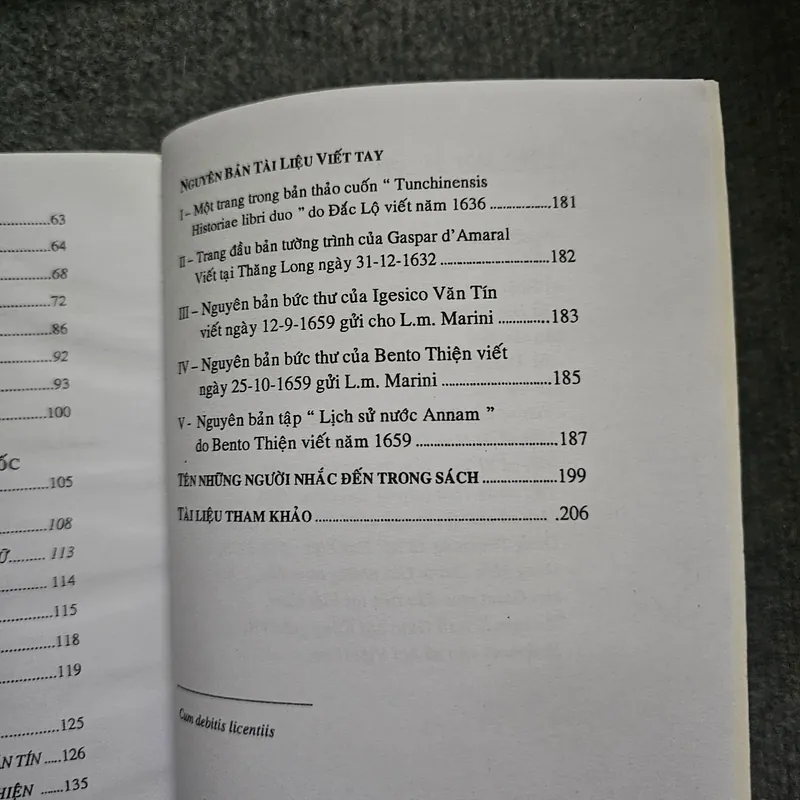 ...............63
...............64
...............68
...............72
...............86
...............92
...............93
...............100
ỐC
...............105
...............108
Ữ......... 113
............... 114
...............115
...............118
...............119
...............125
ĂN TÍN .....126
HIỆN .......135
NGUYÊN BẢN TÀI LIỆU VIẾT TAY
I – Một trang trong bản thảo cuốn “ Tunchinensis
Historiae libri duo ” do Đắc Lộ viết năm 1636 ..................181
II – Trang đầu bản tường trình của Gaspar d’Amaral
Viết tại Thăng Long ngày 31-12-1632 ................................182
III – Nguyên bản bức thư của Igesico Văn Tín
viết ngày 12-9-1659 gửi cho L.m. Marini ...............183
IV – Nguyên bản bức thư của Bento Thiện viết
ngày 25-10-1659 gửi L.m. Marini ................................185
V- Nguyên bản tập “ Lịch sử nước Annam ”
do Bento Thiện viết năm 1659 .........................................187
TÊN NHỮNG NGƯỜI NHẮC ĐẾN TRONG SÁCH ......................199
TÀI LIỆU THAM KHẢO .................................................................. .206
Cum debitis licentiis